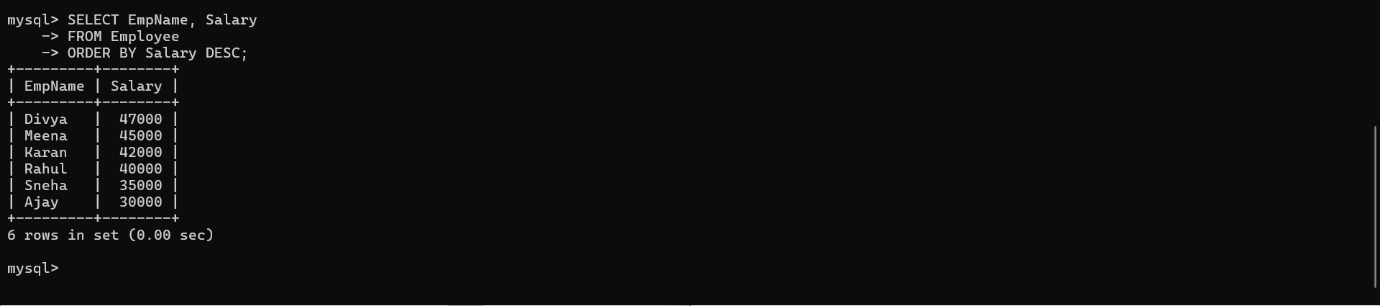 mysql> SELECT EmpName, Salary
    -> FROM Employee
    -> ORDER BY Salary DESC;
+---------+--------+
| EmpName | Salary |
+---------+--------+
| Divya   |  47000 |
| Meena   |  45000 |
| Karan   |  42000 |
| Rahul   |  40000 |
| Sneha   |  35000 |
| Ajay    |  30000 |
+---------+--------+
6 rows in set (0.00 sec)

mysql>